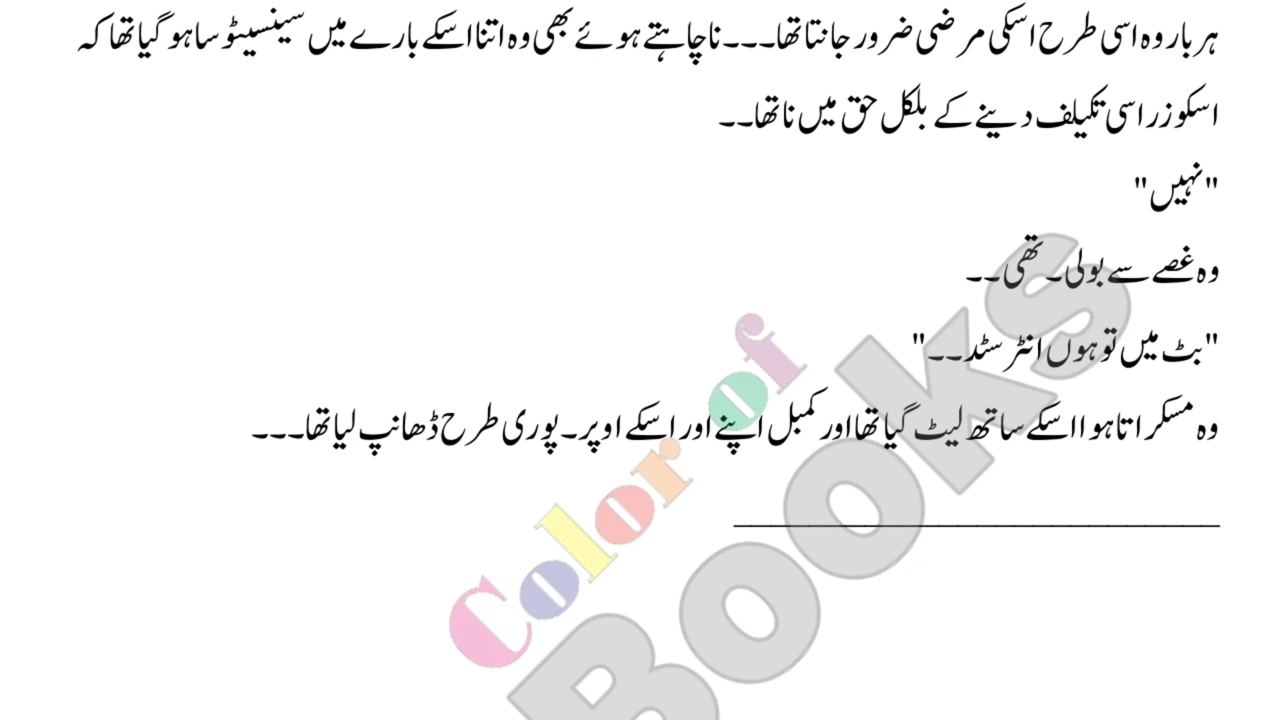 ہر بار وہ اسی طرح اسکی مرضی ضرور جانتا تھا۔۔۔ ناچاہتے ہوئے بھی وہ اتنا اسکے بارے میں سینسیٹو سا ہو گیا تھا کہ
اسکو زرا سی تکیلف دینے کے بلکل حق میں نا تھا۔۔
"نہیں"
وہ غصے سے بولی۔ تھی۔۔
"بٹ میں تو ہوں انٹرسٹد۔۔"
وہ مسکراتا ہوا اسکے ساتھ لیٹ گیا تھا اور کمبل اپنے اور اسکے اوپر۔ پوری طرح ڈھانپ لیا تھا۔۔۔
Color of
Books